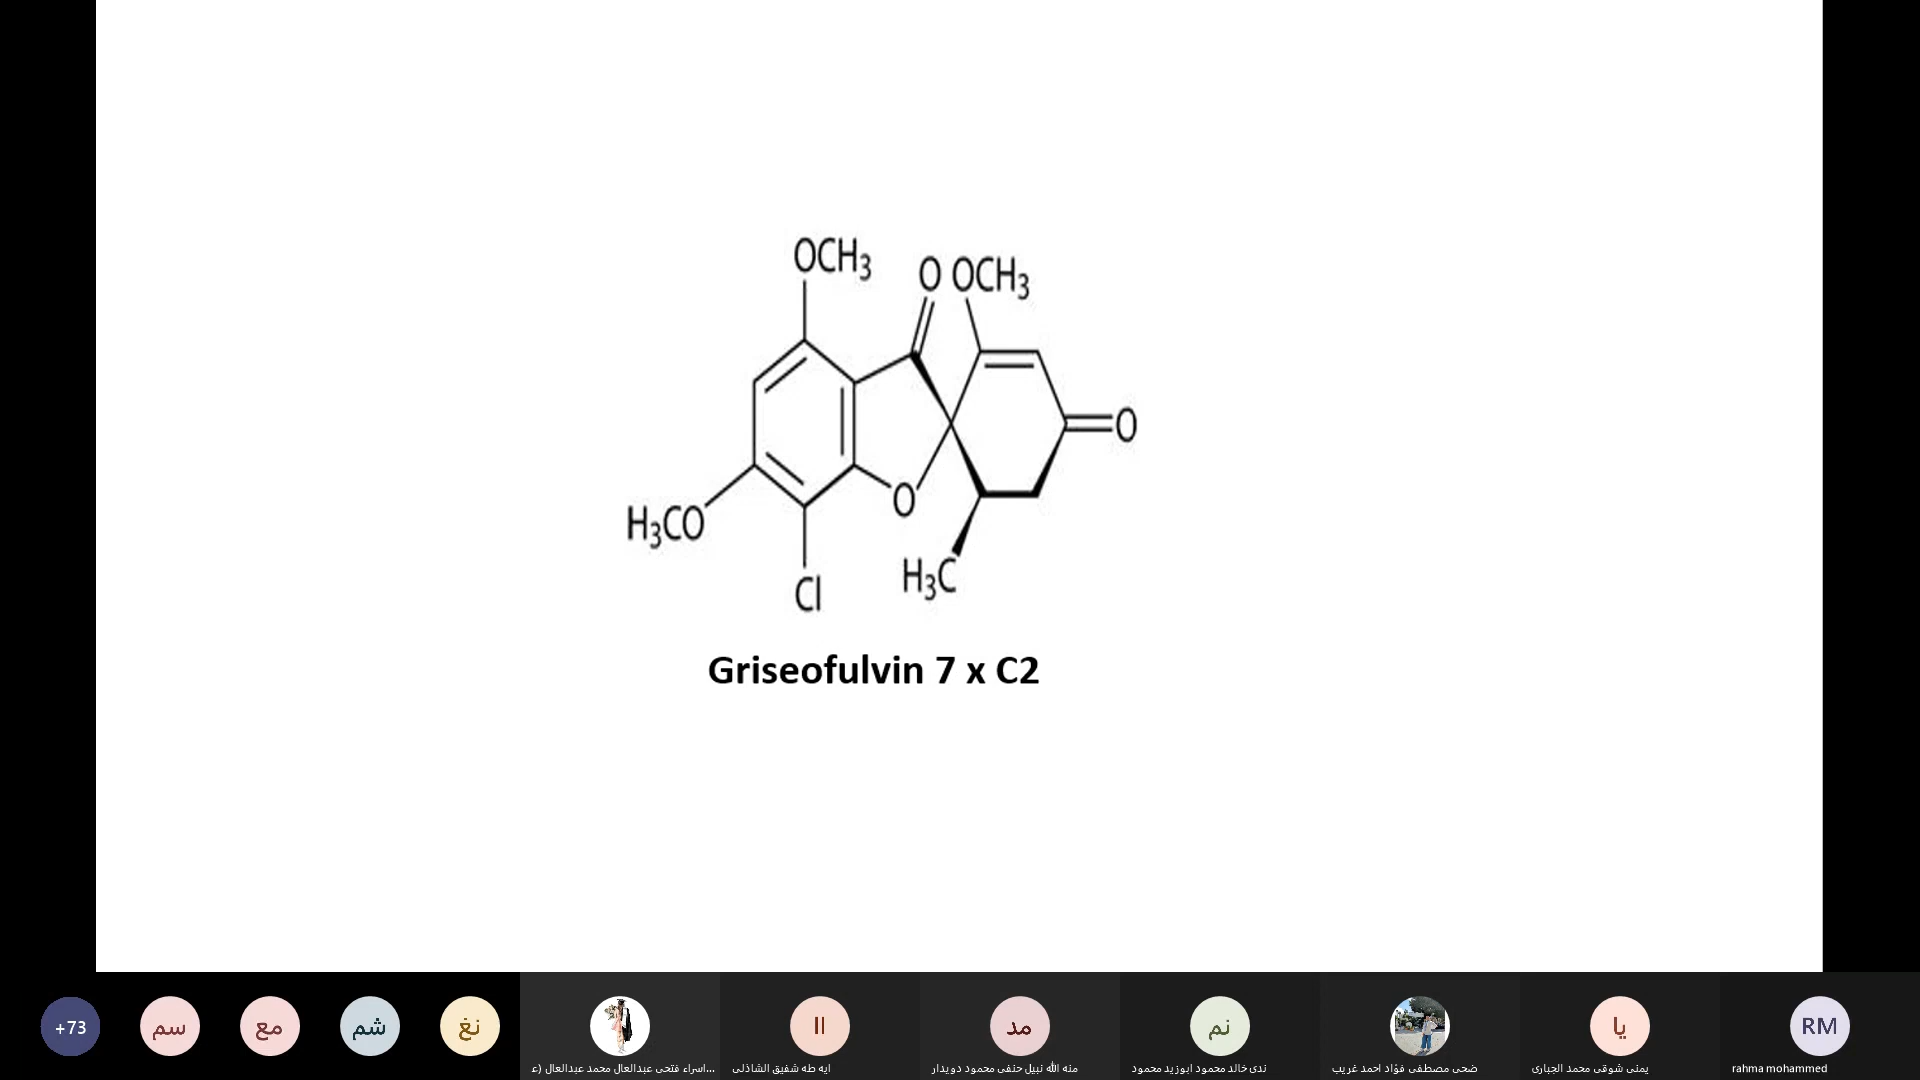 OCH3
O OCH3
O
O
H3CO
H3C
Cl
Griseofulvin 7 x C2
+73
سم
مع
شم
نغ
اا
مد
نم
يا
RM
اسراء فتحى عبدالعال محمد عبدالعال (ع...
ايه طه شفيق الشاذلى
منه الله نبيل حنفى محمود دويدار
ندى خالد محمود ابوزيد محمود
ضحى مصطفى فؤاد احمد غريب
يمنى شوقى محمد الجبارى
rahma mohammed